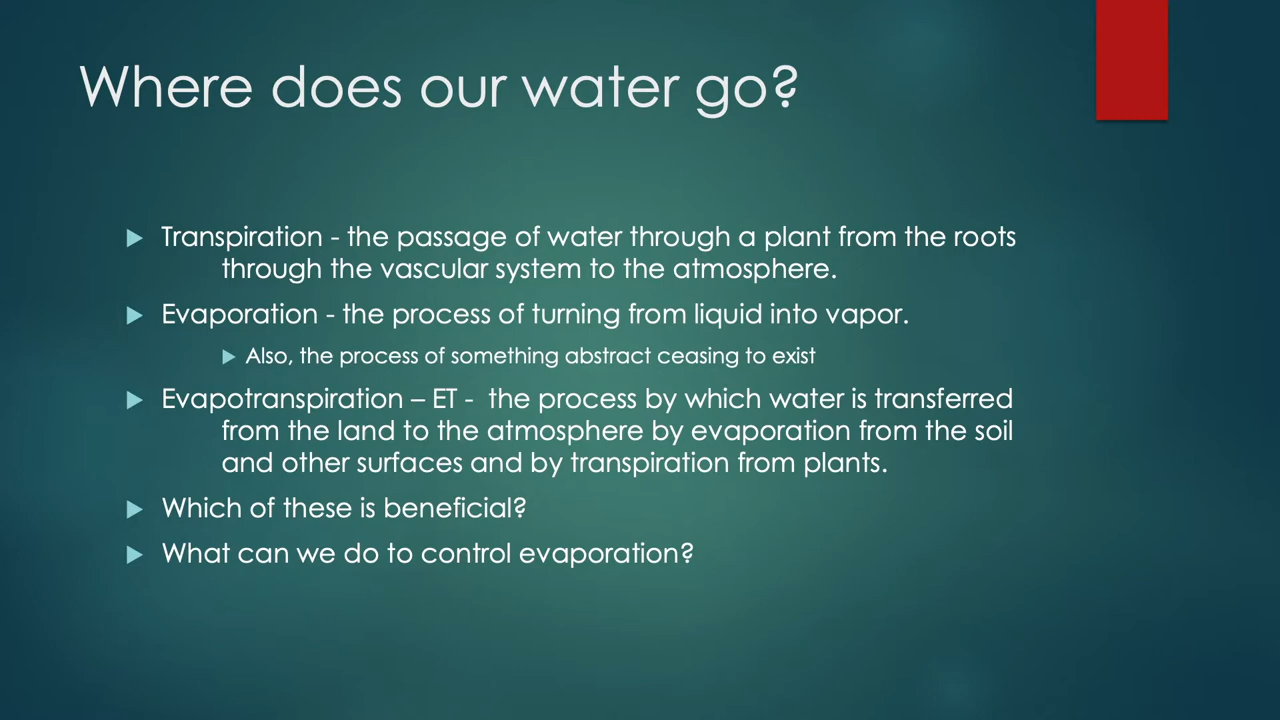 Where does our water go?
Transpiration - the passage of water through a plant from the roots
through the vascular system to the atmosphere.
Evaporation - the process of turning from liquid into vapor.
Also, the process of something abstract ceasing to exist
Evapotranspiration – ET -  the process by which water is transferred
from the land to the atmosphere by evaporation from the soil
and other surfaces and by transpiration from plants.
Which of these is beneficial?
What can we do to control evaporation?